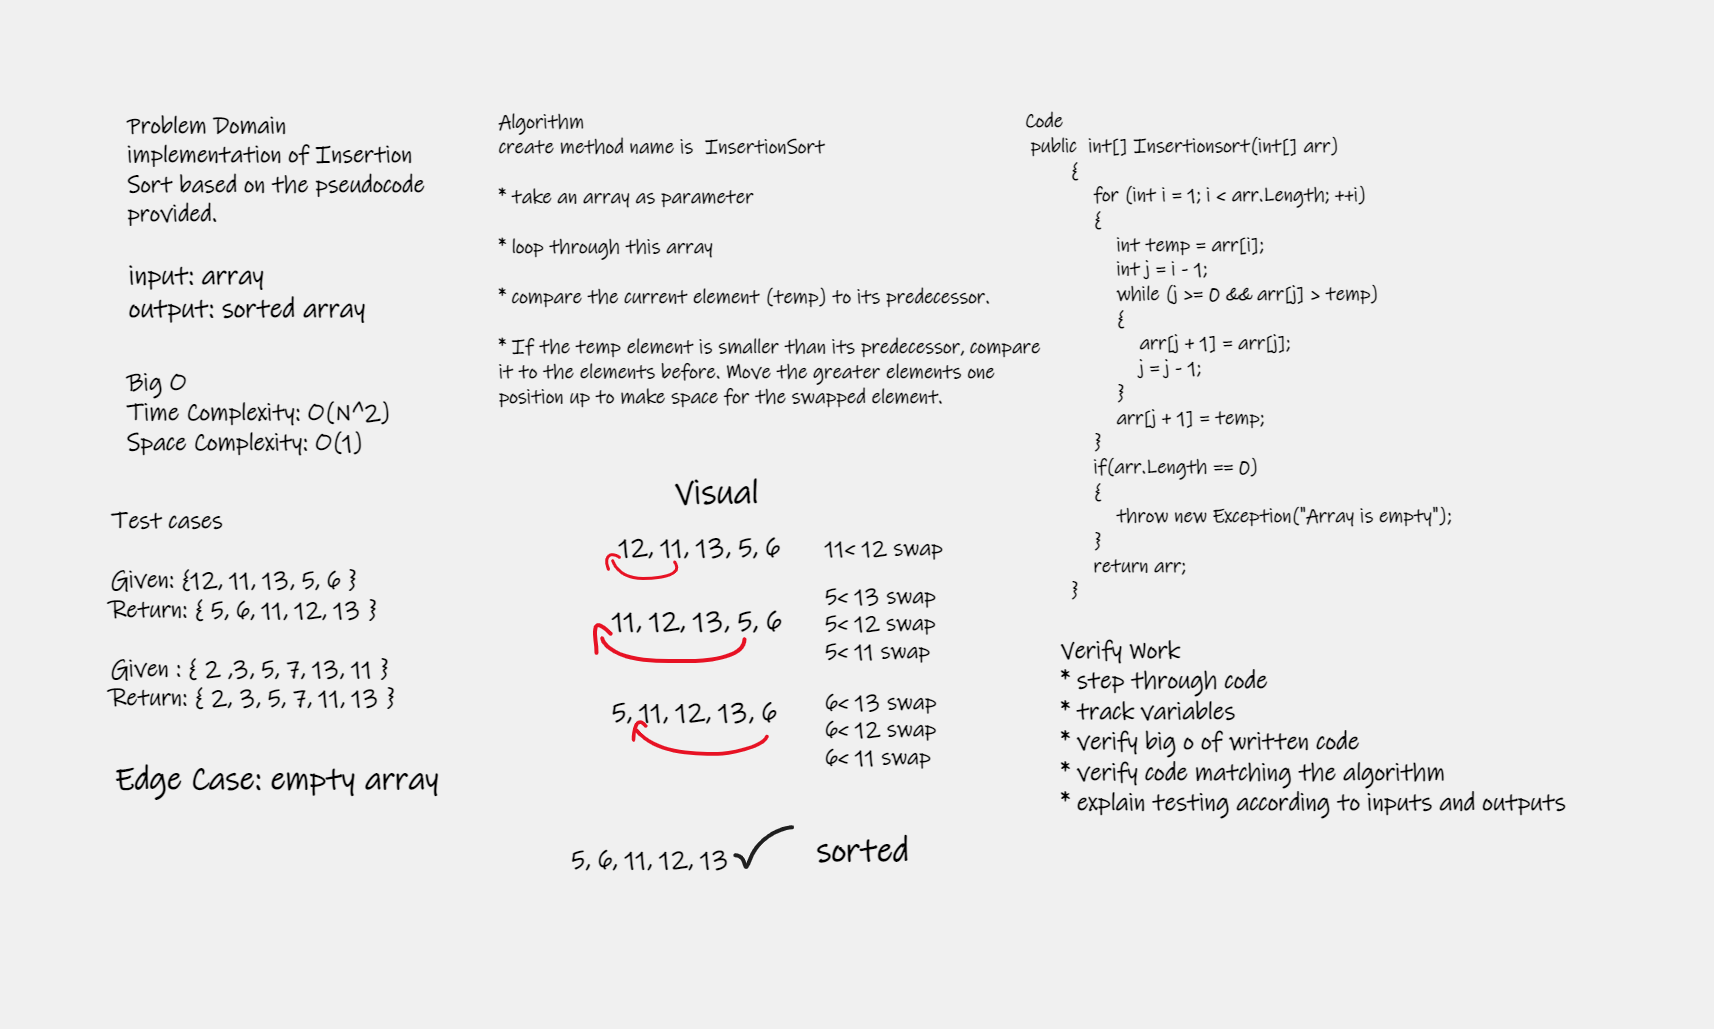 Problem Domain
implementation of Insertion
Sort based on the pseudocode
provided.
input: array
output: sorted array
Big O
Time Complexity: O(N^2)
Space Complexity: O(1)
Test cases
Given: {12, 11, 13, 5, 6 }
Return: { 5, 6, 11, 12, 13 }
Given : { 2 ,3, 5, 7, 13, 11 }
Return: { 2, 3, 5, 7, 11, 13 }
Edge Case: empty array
Algorithm
create method name is InsertionSort
* take an array as parameter
* loop through this array
* compare the current element (temp) to its predecessor.
* If the temp element is smaller than its predecessor, compare
it to the elements before. Move the greater elements one
position up to make space for the swapped element.
Visual
12, 11, 13, 5, 6
11< 12 swap
11, 12, 13, 5, 6
5< 13 swap
5< 12 swap
5< 11 swap
5, 11, 12, 13, 6
6< 13 swap
6< 12 swap
6< 11 swap
5, 6, 11, 12, 13
sorted
Code
public int[] Insertionsort(int[] arr)
{
for (int i = 1; i < arr.Length; ++i)
{
int temp = arr[i];
int j = i - 1;
while (j >= 0 && arr[j] > temp)
{
arr[j + 1] = arr[j];
j = j - 1;
}
arr[j + 1] = temp;
}
if(arr.Length == 0)
{
throw new Exception("Array is empty");
}
return arr;
}
Verify Work
* step through code
* track variables
* verify big o of written code
* verify code matching the algorithm
* explain testing according to inputs and outputs